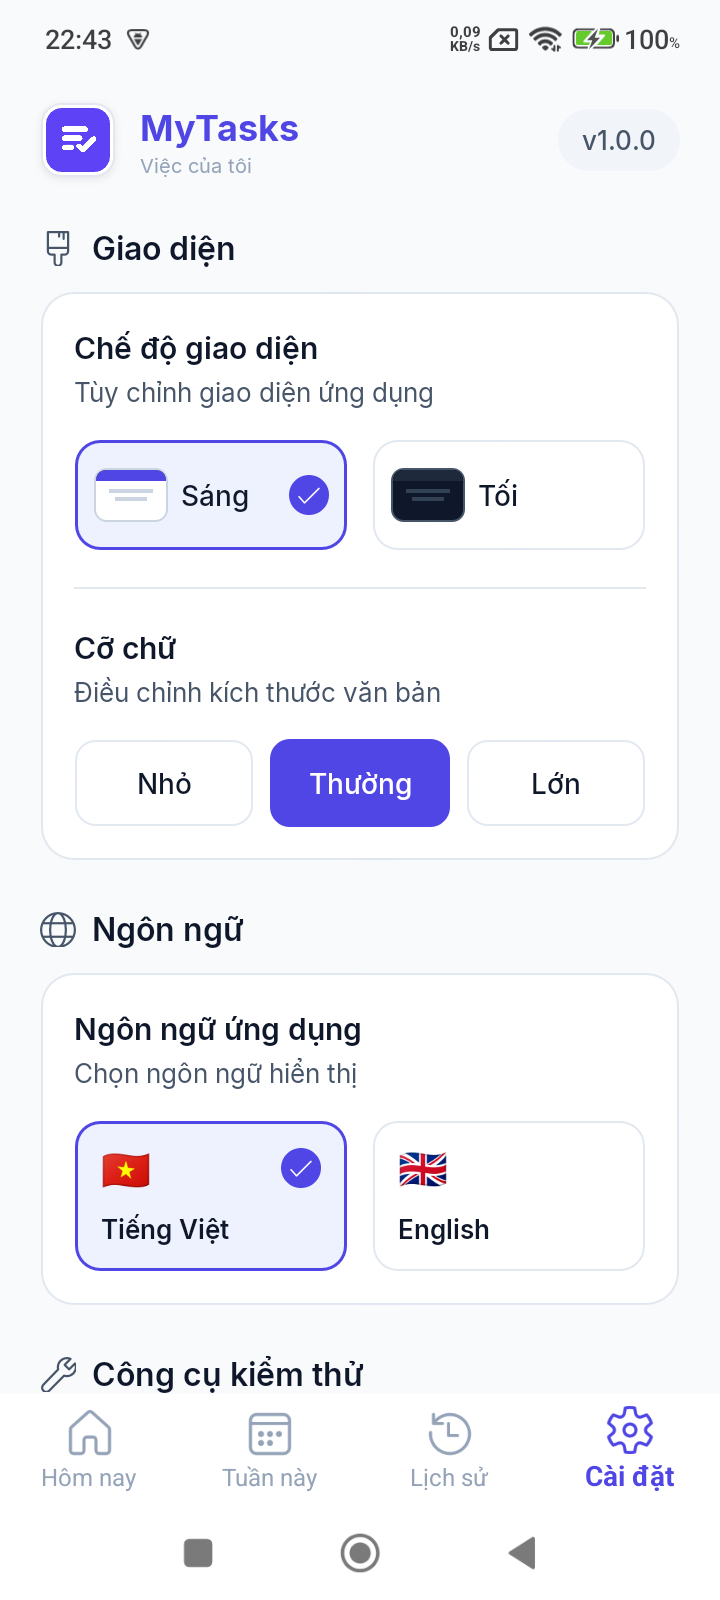 22:43
0,09
KB/s
100%
MyTasks
Việc của tôi
v1.0.0
Giao diện
Chế độ giao diện
Tùy chỉnh giao diện ứng dụng
Sáng
Tối
Cỡ chữ
Điều chỉnh kích thước văn bản
Nhỏ
Thường
Lớn
Ngôn ngữ
Ngôn ngữ ứng dụng
Chọn ngôn ngữ hiển thị
Tiếng Việt
English
Công cụ kiểm thử
Hôm nay
Tuần này
Lịch sử
Cài đặt